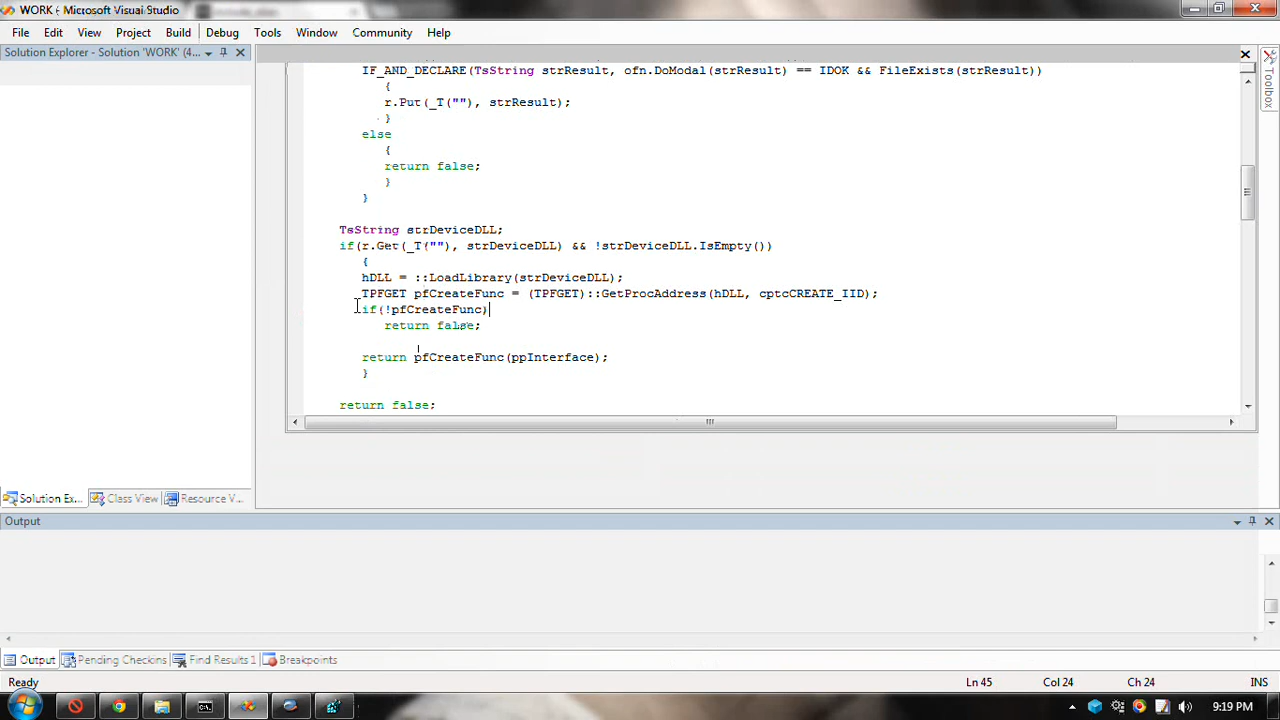 WORK - Microsoft Visual Studio
File Edit View Project Build Debug Tools Window Community Help
Solution Explorer - Solution 'WORK' (4...
Toolbox
IF_AND_DECLARE(TsString strResult, ofn.DoModal(strResult) == IDOK && FileExists(strResult))
{
r.Put(_T(""), strResult);
}
else
{
return false;
}
}
TsString strDeviceDLL;
if(r.Get(_T(""), strDeviceDLL) && !strDeviceDLL.IsEmpty())
{
hDLL = ::LoadLibrary(strDeviceDLL);
TPFGET pfCreateFunc = (TPFGET)::GetProcAddress(hDLL, cptcCREATE_IID);
if(!pfCreateFunc)
return false;
return pfCreateFunc(ppInterface);
}
return false;
Solution Ex... Class View Resource V...
Output
Output Pending Checkins Find Results 1 Breakpoints
Ready Ln 45 Col 24 Ch 24 INS
9:19 PM